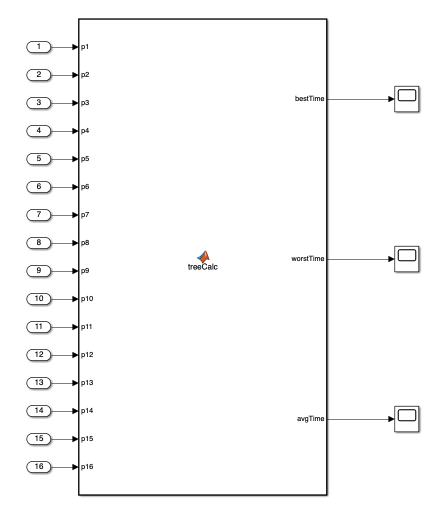 1 p1
2 p2
3 p3
bestTime
4 p4
5 p5
6 p6
7 p7
8 p8
worstTime
treeCalc
9 p9
10 p10
11 p11
12 p12
13 p13
14 p14
avgTime
15 p15
16 p16